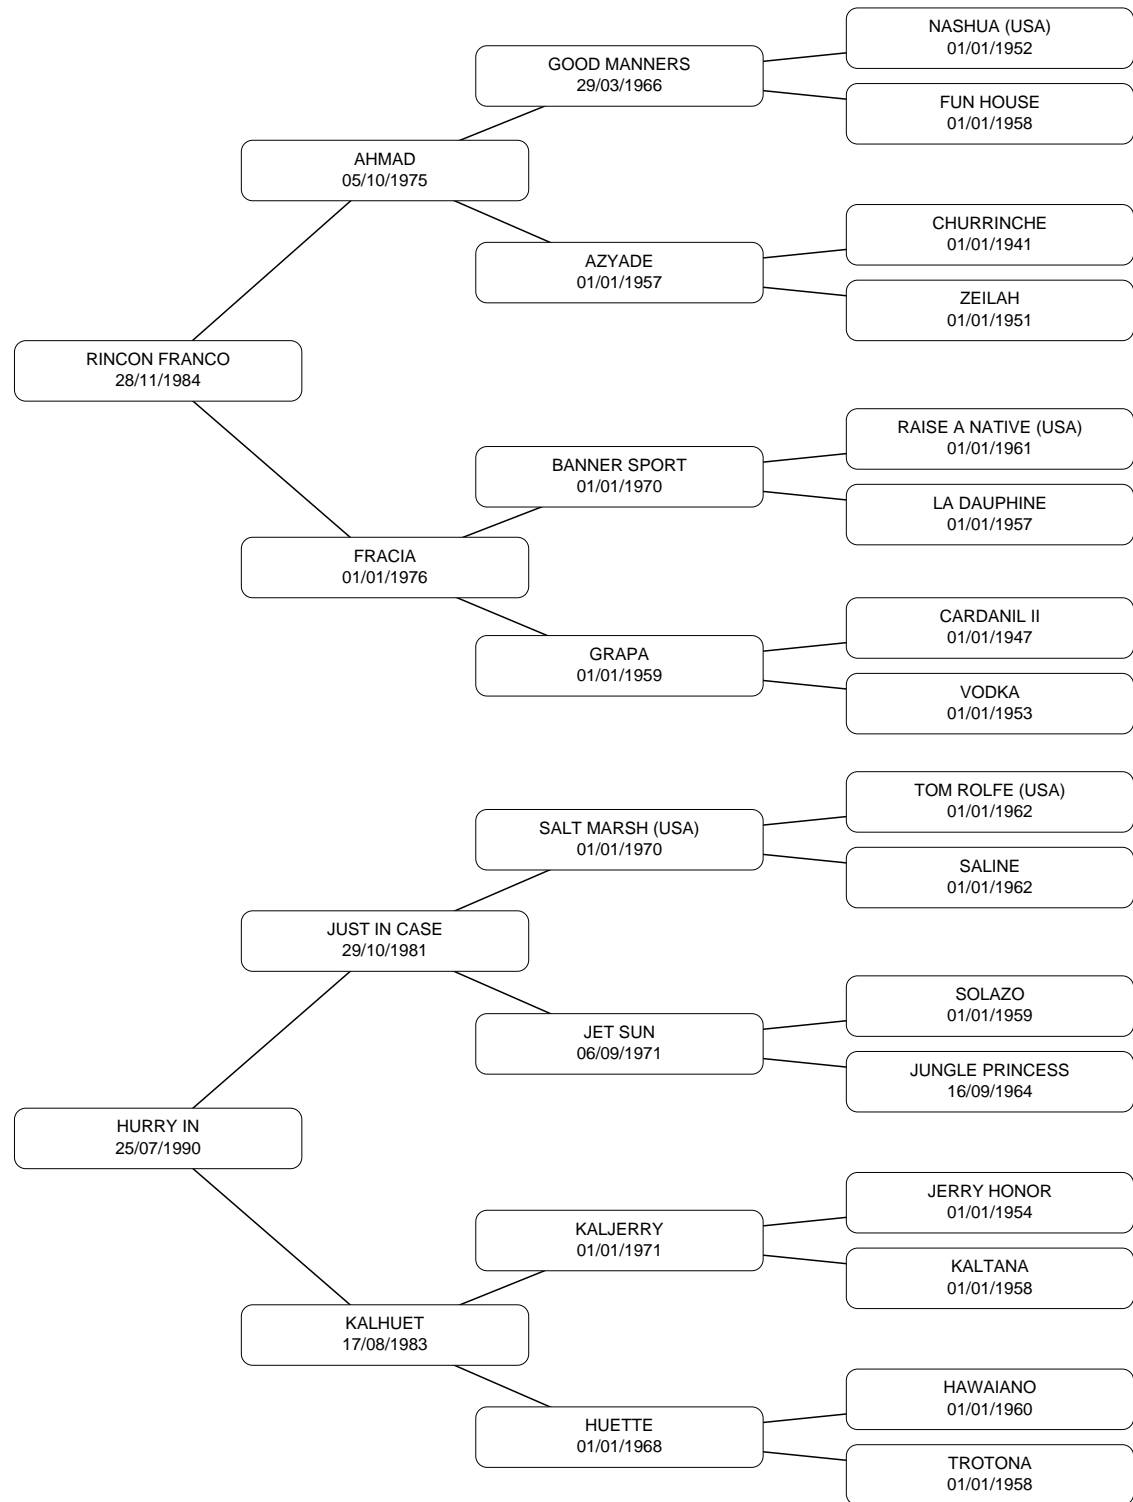 NASHUA (USA)
01/01/1952
GOOD MANNERS
29/03/1966
FUN HOUSE
01/01/1958
AHMAD
05/10/1975
CHURRINCHE
01/01/1941
AZYADE
01/01/1957
ZEILAH
01/01/1951
RINCON FRANCO
28/11/1984
RAISE A NATIVE (USA)
01/01/1961
BANNER SPORT
01/01/1970
LA DAUPHINE
01/01/1957
FRACIA
01/01/1976
CARDANIL II
01/01/1947
GRAPA
01/01/1959
VODKA
01/01/1953
TOM ROLFE (USA)
01/01/1962
SALT MARSH (USA)
01/01/1970
SALINE
01/01/1962
JUST IN CASE
29/10/1981
SOLAZO
01/01/1959
JET SUN
06/09/1971
JUNGLE PRINCESS
16/09/1964
HURRY IN
25/07/1990
JERRY HONOR
01/01/1954
KALJERRY
01/01/1971
KALTANA
01/01/1958
KALHUET
17/08/1983
HAWAIANO
01/01/1960
HUETTE
01/01/1968
TROTONA
01/01/1958